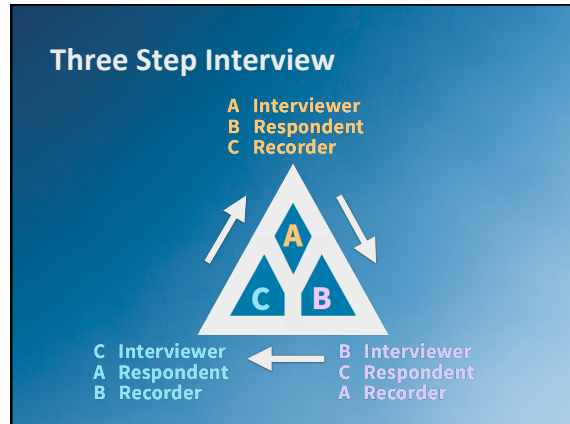 Three Step Interview
A Interviewer
B Respondent
C Recorder
A
C
B
C Interviewer
A Respondent
B Recorder
B Interviewer
C Respondent
A Recorder